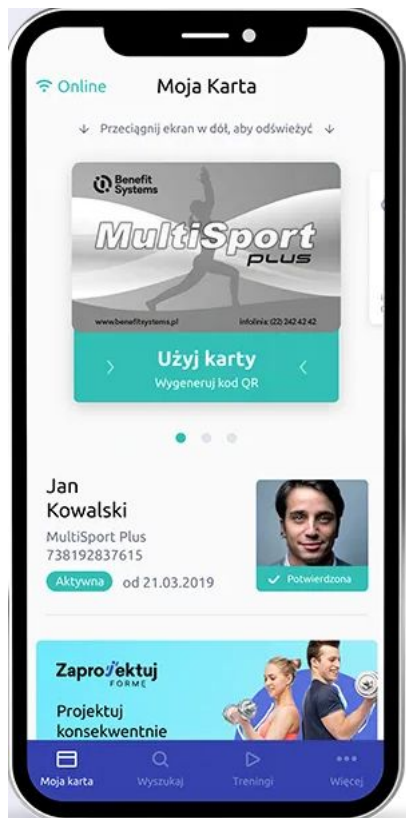 Online
Moja Karta
↓ Przeciągnij ekran w dół, aby odświeżyć ↓
Benefit
Systems
MultiSport
PLUS
www.benefitsystems.pl
infolinia: (22) 242 42 42
Użyj karty
Wygeneruj kod QR
Jan
Kowalski
MultiSport Plus
738192837615
Aktywna od 21.03.2019
Potwierdzona
Zaprojektuj
FORMĘ
Projektuj
konsekwentnie
Moja karta
Wyszukaj
Treningi
Więcej